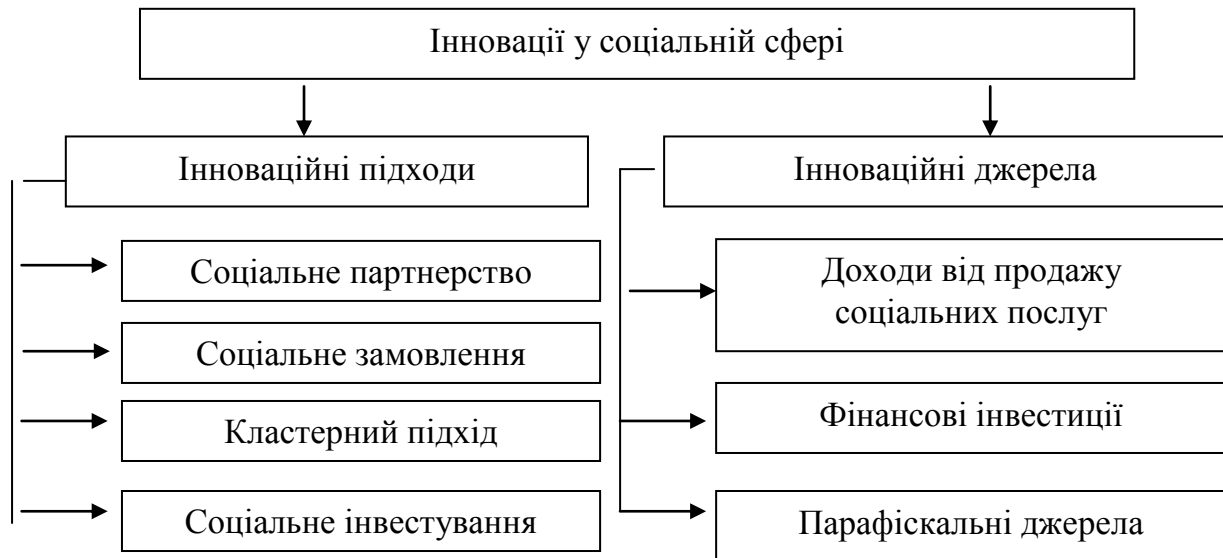 Інновації у соціальній сфері
Інноваційні підходи
Соціальне партнерство
Соціальне замовлення
Кластерний підхід
Соціальне інвестування
Інноваційні джерела
Доходи від продажу
соціальних послуг
Фінансові інвестиції
Парафіскальні джерела